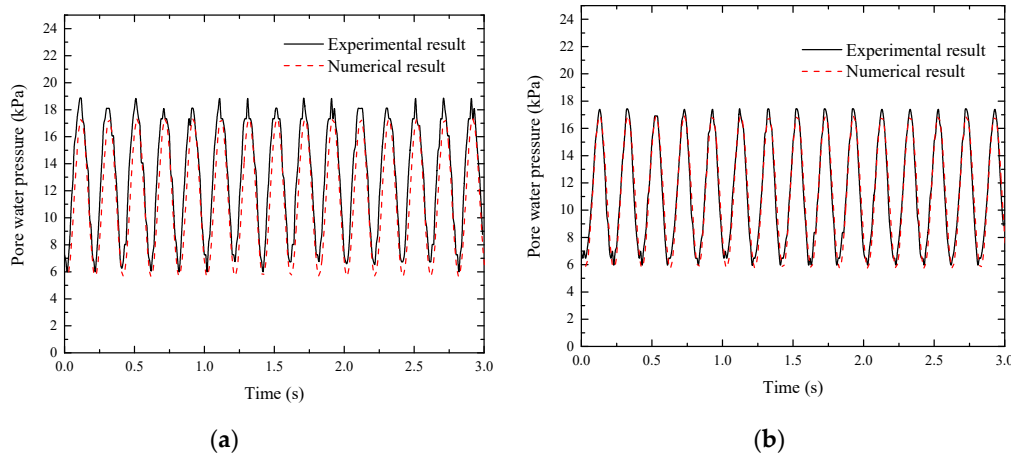 24
22
20
18
16
14
12
10
8
6
4
2
0
Pore water pressure (kPa)
Experimental result
Numerical result
0.0 0.5 1.0 1.5 2.0 2.5 3.0
Time (s)
(a)
24
22
20
18
16
14
12
10
8
6
4
2
0
Pore water pressure (kPa)
Experimental result
Numerical result
0.0 0.5 1.0 1.5 2.0 2.5 3.0
Time (s)
(b)